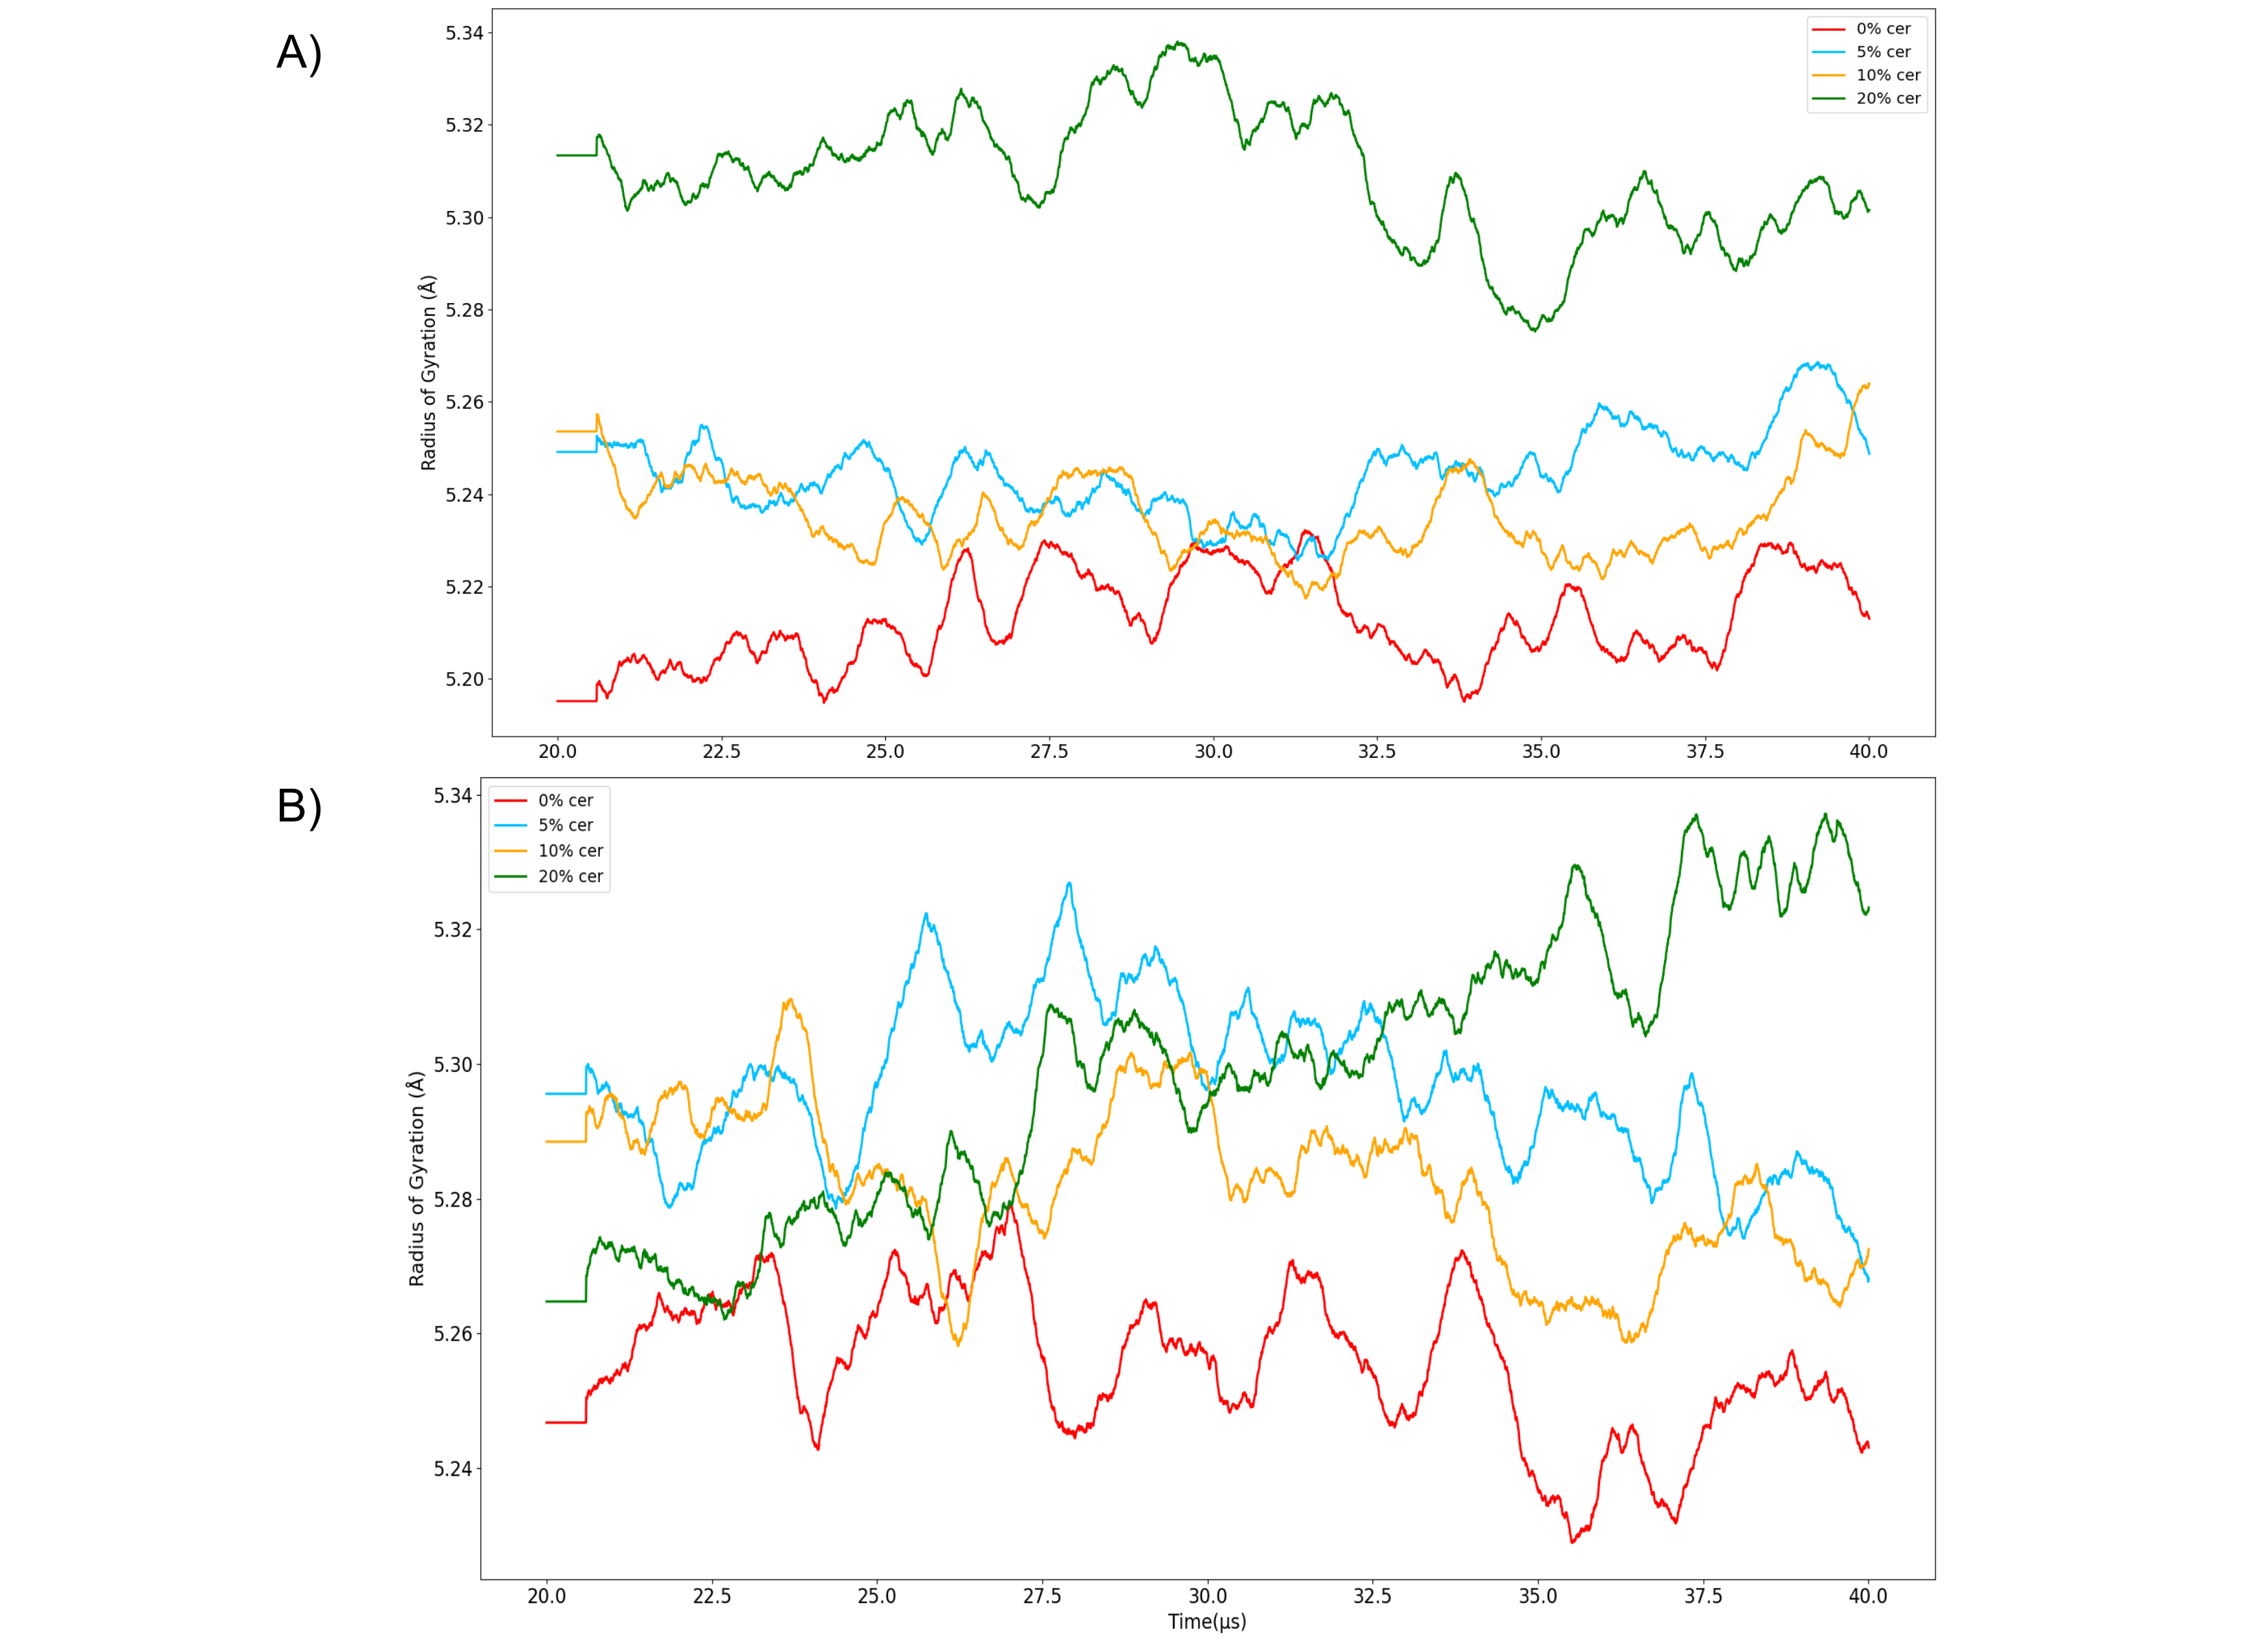 A)
5.34
5.32
5.30
5.28
5.26
5.24
5.22
5.20
Radius of Gyration (Å)
0% cer
5% cer
10% cer
20% cer
20.0 22.5 25.0 27.5 30.0 32.5 35.0 37.5 40.0
B)
5.34
5.32
5.30
5.28
5.26
5.24
Radius of Gyration (Å)
0% cer
5% cer
10% cer
20% cer
20.0 22.5 25.0 27.5 30.0 32.5 35.0 37.5 40.0
Time(μs)